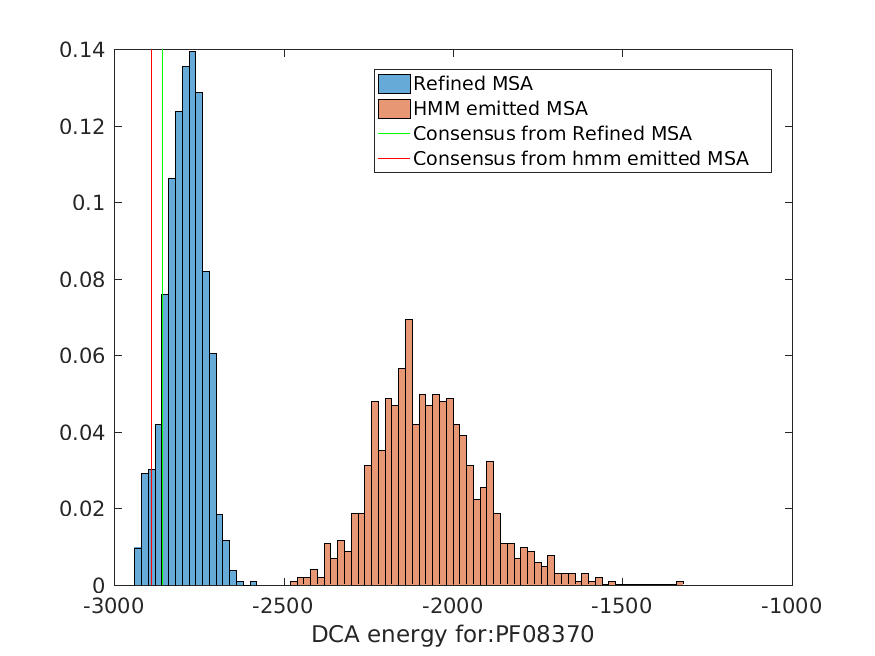 0.14
0.12
0.1
0.08
0.06
0.04
0.02
0
Refined MSA
HMM emitted MSA
Consensus from Refined MSA
Consensus from hmm emitted MSA
-3000 -2500 -2000 -1500 -1000
DCA energy for:PF08370